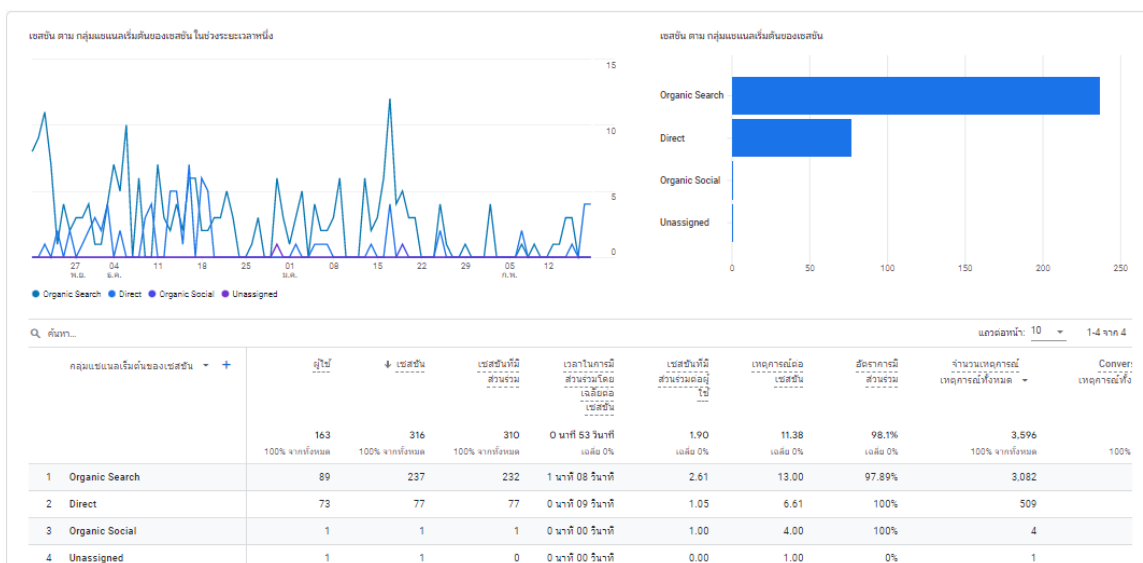 เซสชัน ตาม กลุ่มแชแนลเริ่มต้นของเซสชัน ในช่วงระยะเวลาหนึ่ง
15
10
5
0
27 04 11 18 25 01 08 15 22 29 05 12
พ.ย. ธ.ค. ม.ค. ก.พ.
Organic Search Direct Organic Social Unassigned
เซสชัน ตาม กลุ่มแชแนลเริ่มต้นของเซสชัน
Organic Search
Direct
Organic Social
Unassigned
0 50 100 150 200 250
ค้นหา... แถวต่อหน้า: 10 1-4 จาก 4
กลุ่มแชแนลเริ่มต้นของเซสชัน + ผู้ใช้ ↓ เซสชัน เซสชันที่มี เวลาในการมี เซสชันที่มี เหตุการณ์ต่อ อัตราการมี จำนวนเหตุการณ์ Convers
ส่วนร่วม ส่วนร่วมโดย ส่วนร่วมต่อผู้ เซสชัน ส่วนร่วม เหตุการณ์ทั้งหมด เหตุการณ์ทั้ง
เฉลี่ยต่อ ใช้
เซสชัน
163 316 310 0 นาที 53 วินาที 1.90 11.38 98.1% 3,596
100% จากทั้งหมด 100% จากทั้งหมด 100% จากทั้งหมด เฉลี่ย 0% เฉลี่ย 0% เฉลี่ย 0% เฉลี่ย 0% 100% จากทั้งหมด 100%
1 Organic Search 89 237 232 1 นาที 08 วินาที 2.61 13.00 97.89% 3,082
2 Direct 73 77 77 0 นาที 09 วินาที 1.05 6.61 100% 509
3 Organic Social 1 1 1 0 นาที 00 วินาที 1.00 4.00 100% 4
4 Unassigned 1 1 0 0 นาที 00 วินาที 0.00 1.00 0% 1